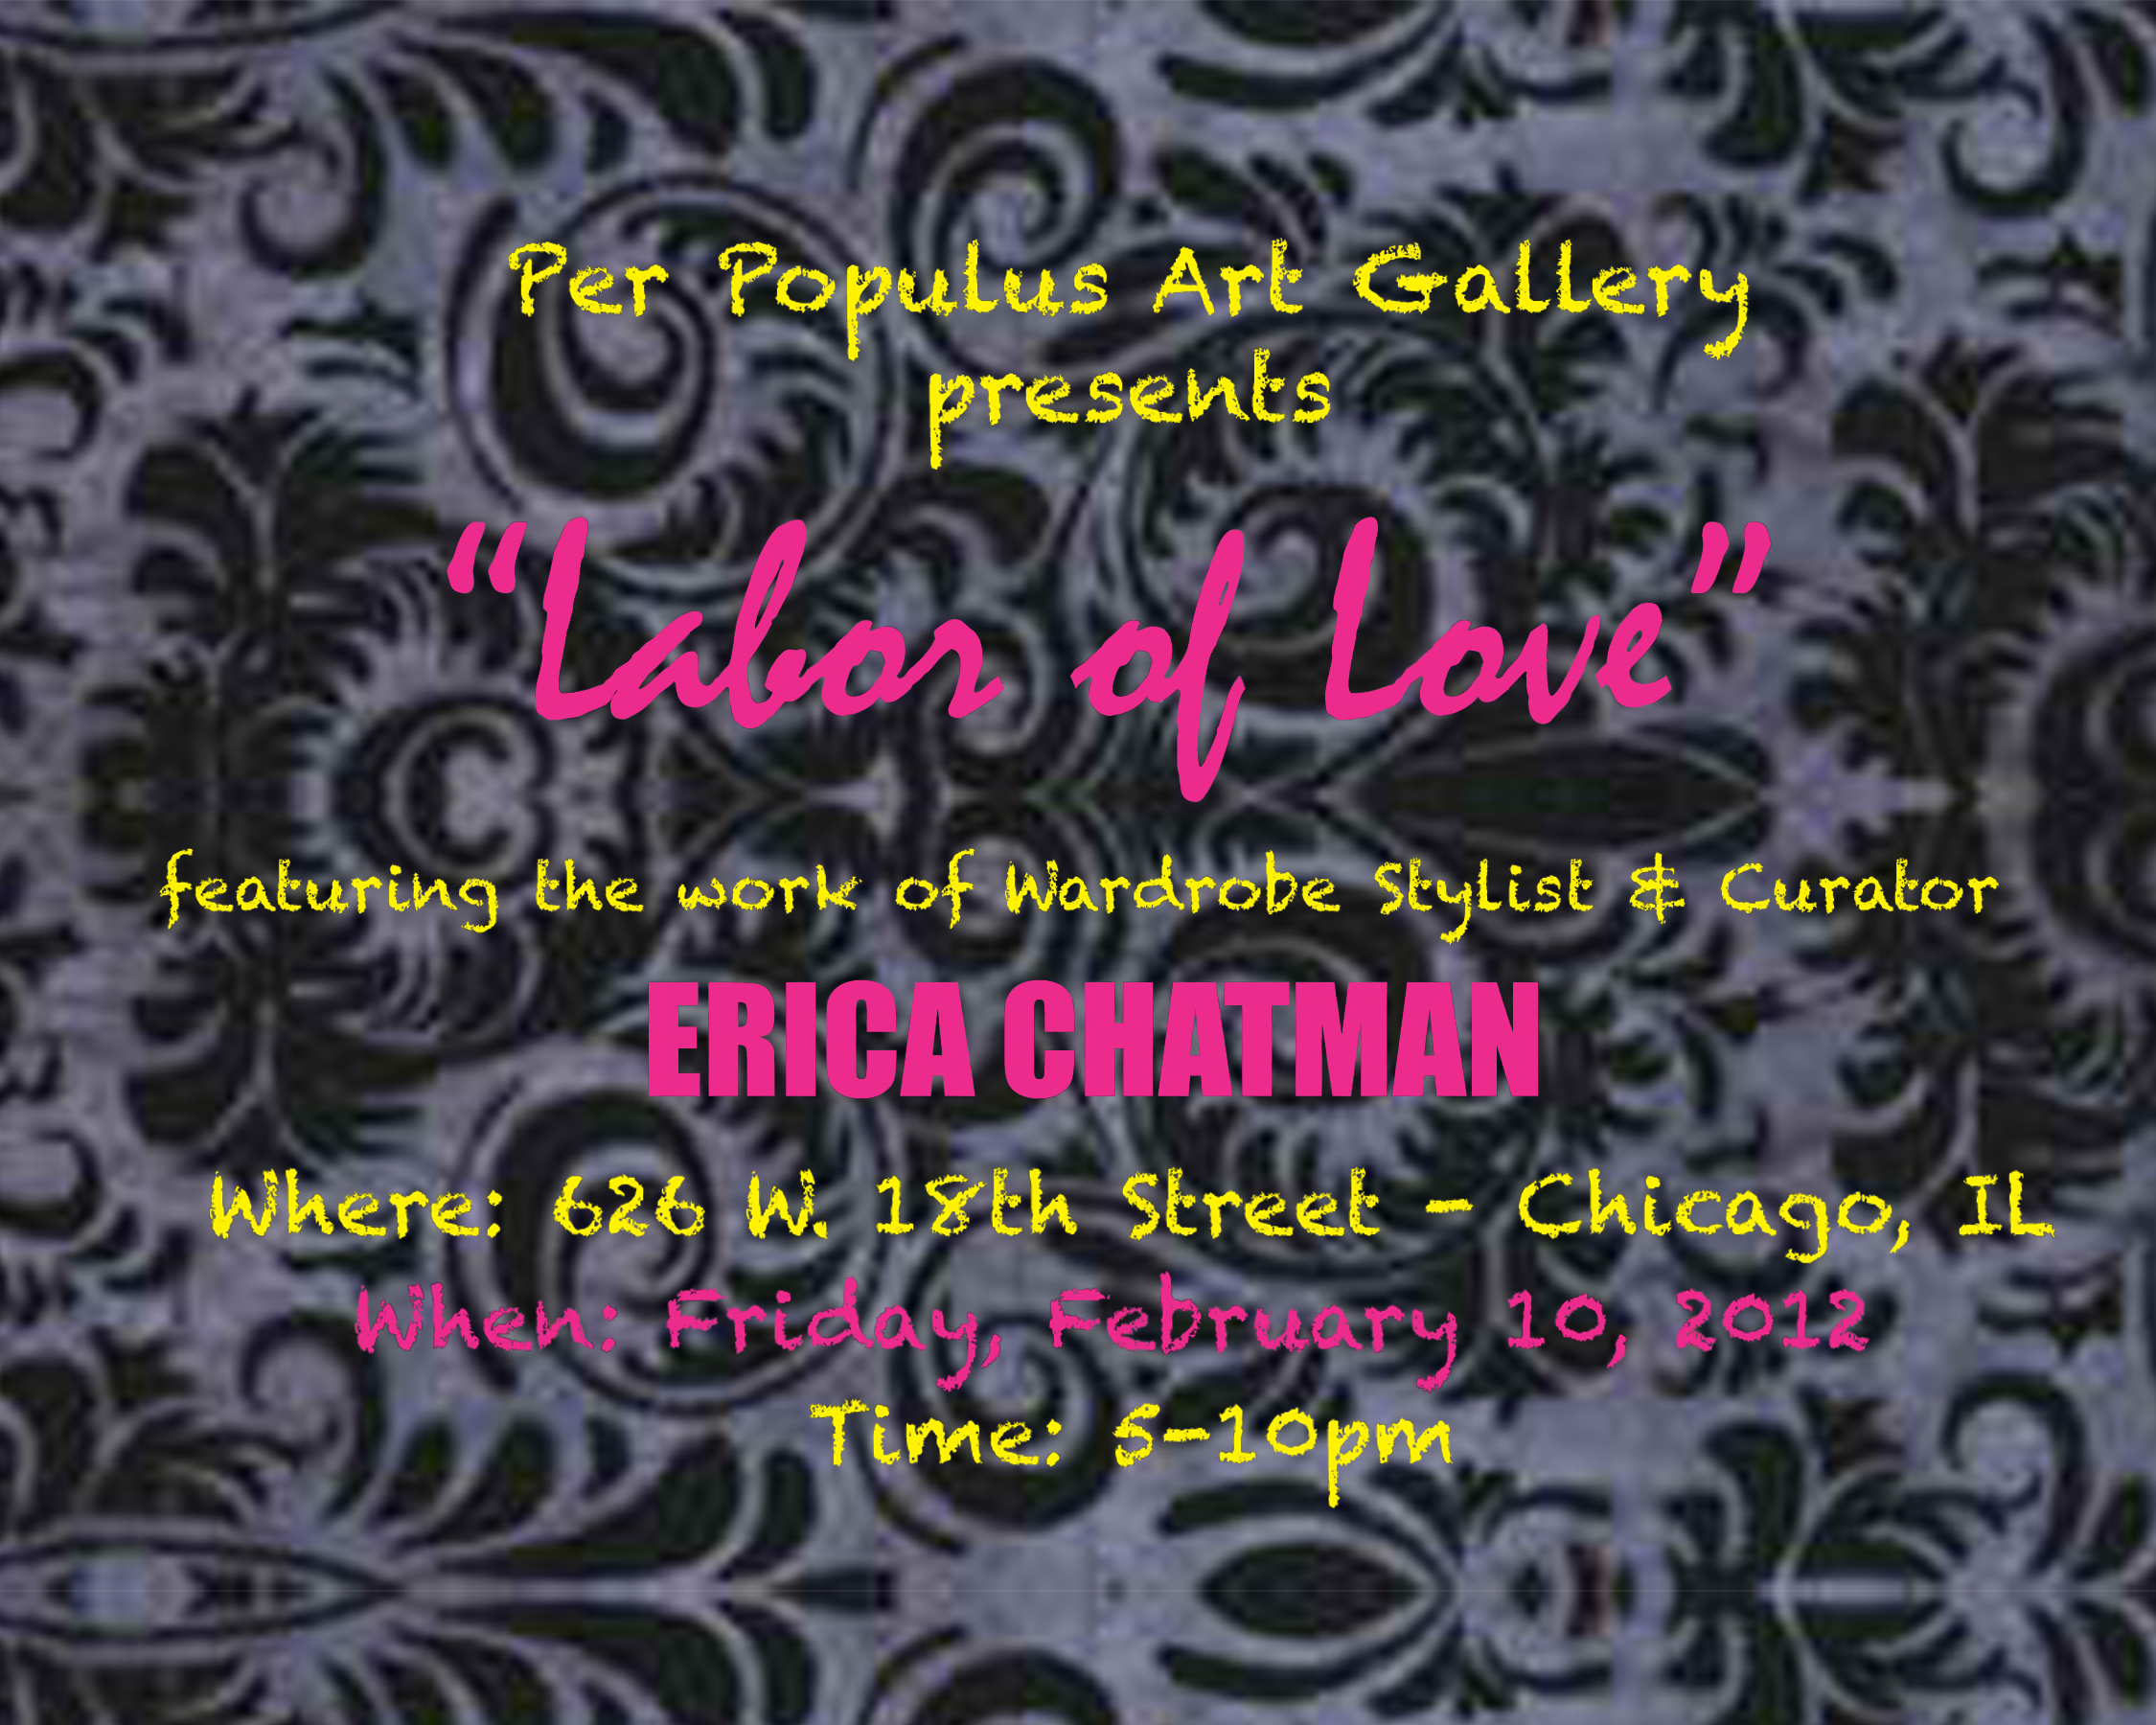 Per Populus Art Gallery
presents
“Labor of Love”
featuring the work of Wardrobe Stylist & Curator
ERICA CHATMAN
Where: 626 W. 18th Street - Chicago, IL
When: Friday, February 10, 2012
Time: 5-10pm